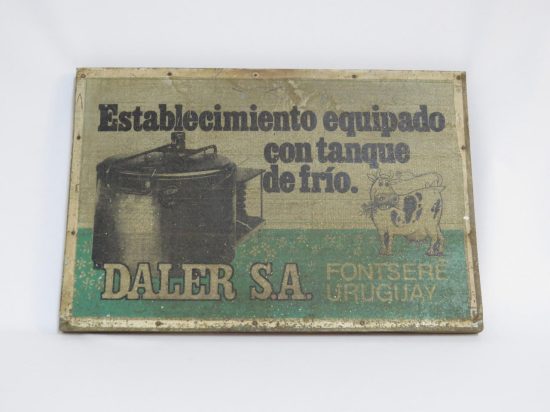 Establecimiento equipado
con tanque
de frío.
DALER S.A.
FONTSERE
URUGUAY